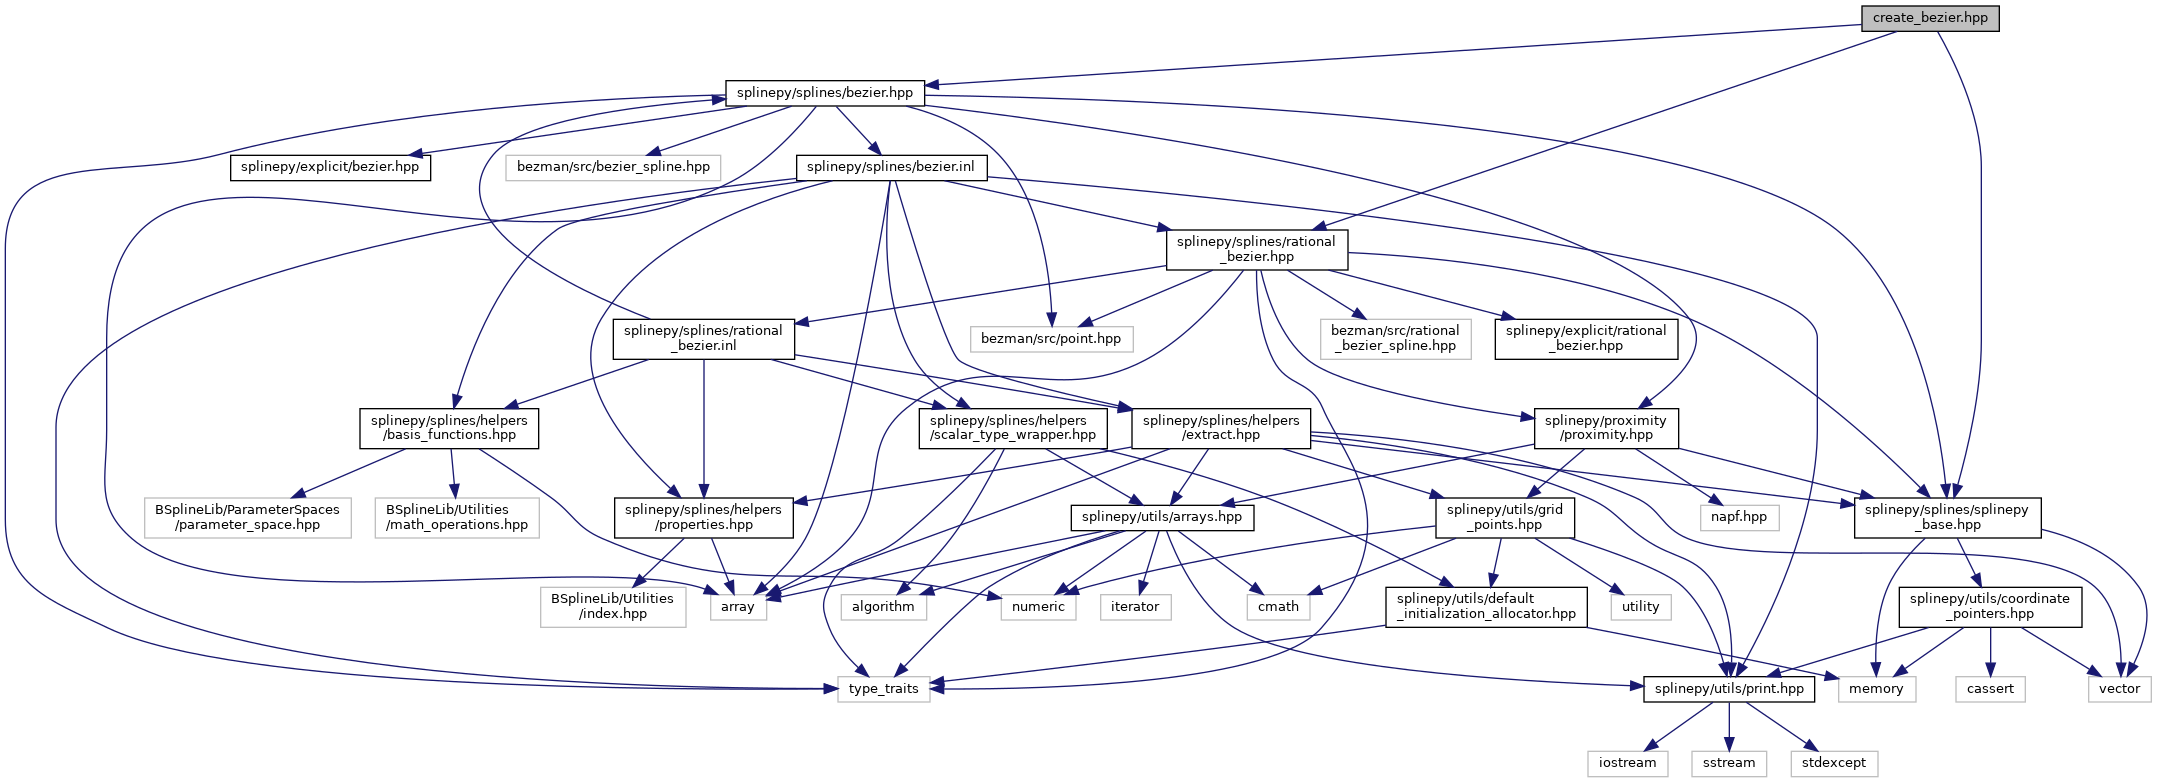 create_bezier.hpp
splinepy/splines/bezier.hpp
splinepy/explicit/bezier.hpp
bezman/src/bezier_spline.hpp
splinepy/splines/bezier.inl
splinepy/splines/rational
_bezier.hpp
splinepy/splines/rational
_bezier.inl
bezman/src/point.hpp
bezman/src/rational
_bezier_spline.hpp
splinepy/explicit/rational
_bezier.hpp
splinepy/splines/helpers
/basis_functions.hpp
splinepy/splines/helpers
/scalar_type_wrapper.hpp
splinepy/splines/helpers
/extract.hpp
splinepy/proximity
/proximity.hpp
BSplineLib/ParameterSpaces
/parameter_space.hpp
BSplineLib/Utilities
/math_operations.hpp
splinepy/splines/helpers
/properties.hpp
splinepy/utils/arrays.hpp
splinepy/utils/grid
_points.hpp
napf.hpp
splinepy/splines/splinepy
_base.hpp
BSplineLib/Utilities
/index.hpp
array
algorithm
numeric
iterator
cmath
splinepy/utils/default
_initialization_allocator.hpp
utility
splinepy/utils/coordinate
_pointers.hpp
type_traits
splinepy/utils/print.hpp
memory
cassert
vector
iostream
sstream
stdexcept